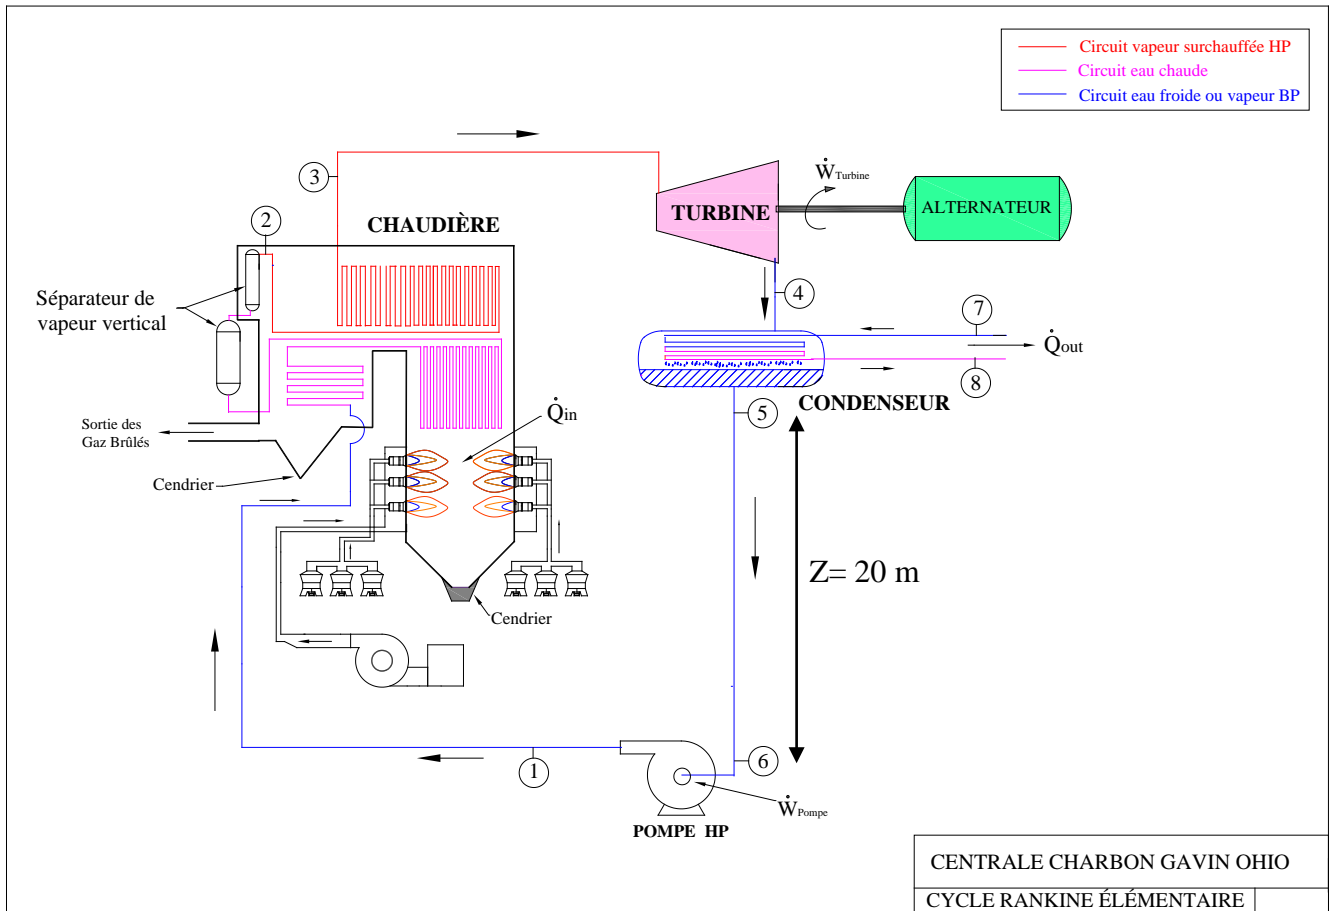 Circuit vapeur surchauffée HP
Circuit eau chaude
Circuit eau froide ou vapeur BP
3
Ẇ Turbine
2
CHAUDIÈRE
TURBINE
ALTERNATEUR
Séparateur de
vapeur vertical
4
7
Q̇out
8
5
CONDENSEUR
Q̇in
Sortie des
Gaz Brûlés
Cendrier
Z= 20 m
Cendrier
1
6
Ẇ Pompe
POMPE HP
CENTRALE CHARBON GAVIN OHIO
CYCLE RANKINE ÉLÉMENTAIRE